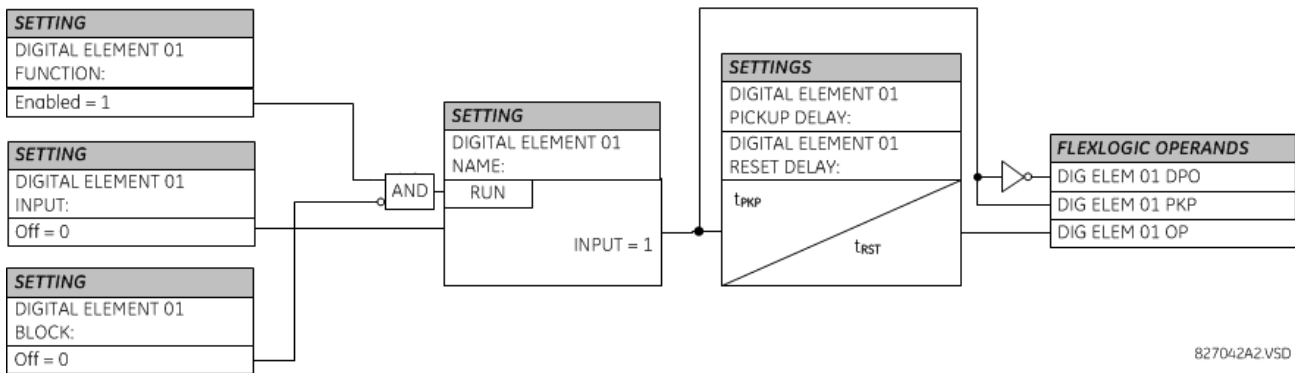 SETTING
DIGITAL ELEMENT 01
FUNCTION:
Enabled = 1
SETTING
DIGITAL ELEMENT 01
INPUT:
Off = 0
SETTING
DIGITAL ELEMENT 01
BLOCK:
Off = 0
AND
SETTING
DIGITAL ELEMENT 01
NAME:
RUN
INPUT = 1
SETTINGS
DIGITAL ELEMENT 01
PICKUP DELAY:
DIGITAL ELEMENT 01
RESET DELAY:
tPKP
tRST
FLEXLOGIC OPERANDS
DIG ELEM 01 DPO
DIG ELEM 01 PKP
DIG ELEM 01 OP
827042A2.VSD